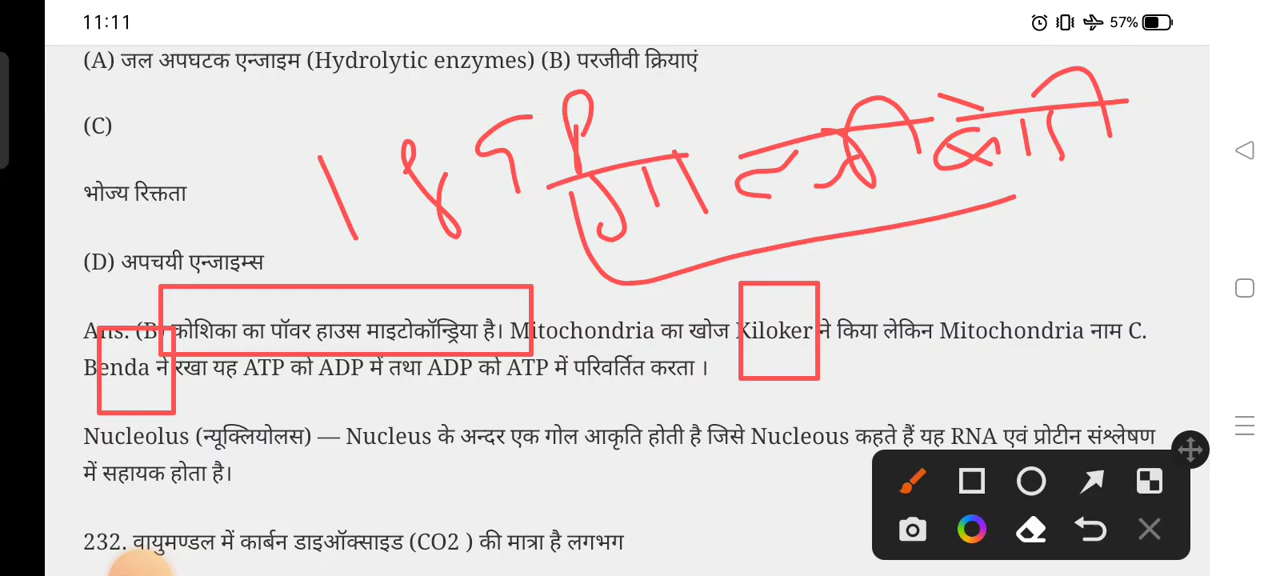 11:11
57%
(A) जल अपघटक एन्जाइम (Hydrolytic enzymes) (B) परजीवी क्रियाएं
(C)
भोज्य रिक्तता
(D) अपचयी एन्जाइम्स
Ans. (B) कोशिका का पॉवर हाउस माइटोकॉन्ड्रिया है। Mitochondria का खोज Kiloker ने किया लेकिन Mitochondria नाम C.
Benda ने रखा यह ATP को ADP में तथा ADP को ATP में परिवर्तित करता ।
Nucleolus (न्यूक्लियोलस) — Nucleus के अन्दर एक गोल आकृति होती है जिसे Nucleous कहते हैं यह RNA एवं प्रोटीन संश्लेषण
में सहायक होता है।
232. वायुमण्डल में कार्बन डाइऑक्साइड (CO2 ) की मात्रा है लगभग